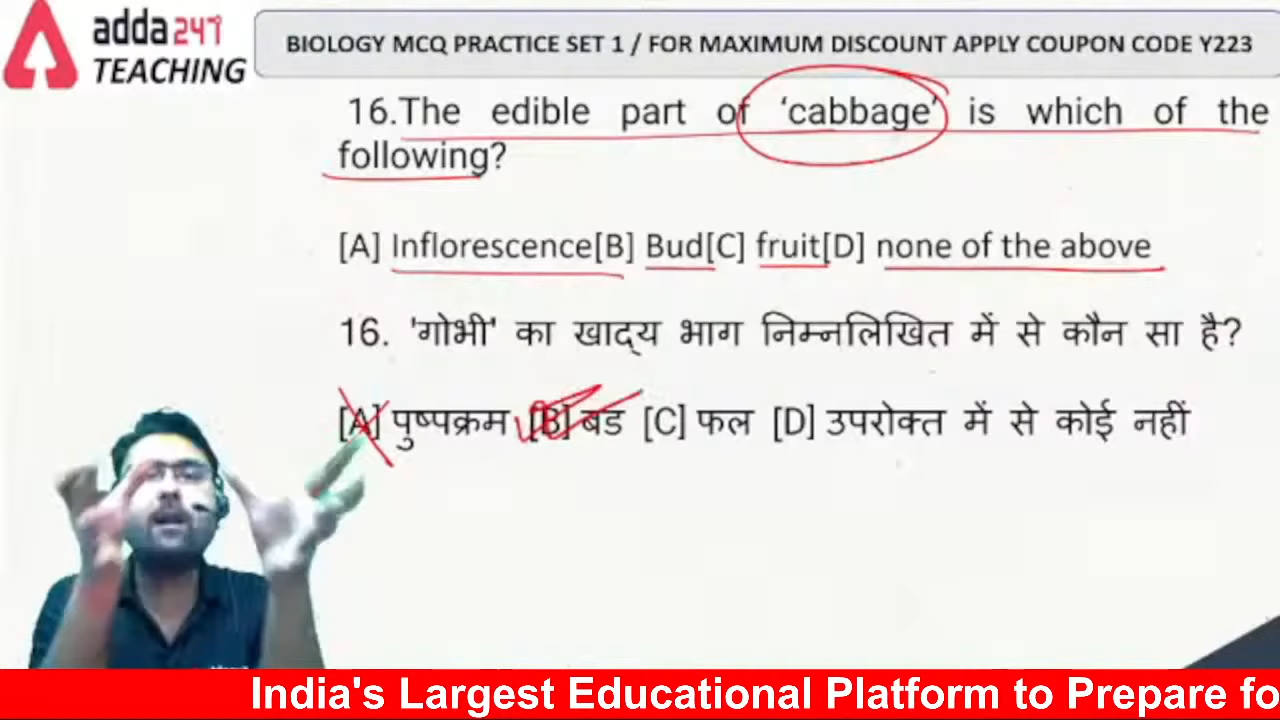 adda247
TEACHING
BIOLOGY MCQ PRACTICE SET 1 / FOR MAXIMUM DISCOUNT APPLY COUPON CODE Y223
16.The edible part of ‘cabbage’ is which of the
following?
[A] Inflorescence[B] Bud[C] fruit[D] none of the above
16. 'गोभी' का खाद्य भाग निम्नलिखित में से कौन सा है?
[A] पुष्पक्रम [B] बड [C] फल [D] उपरोक्त में से कोई नहीं
India's Largest Educational Platform to Prepare fo